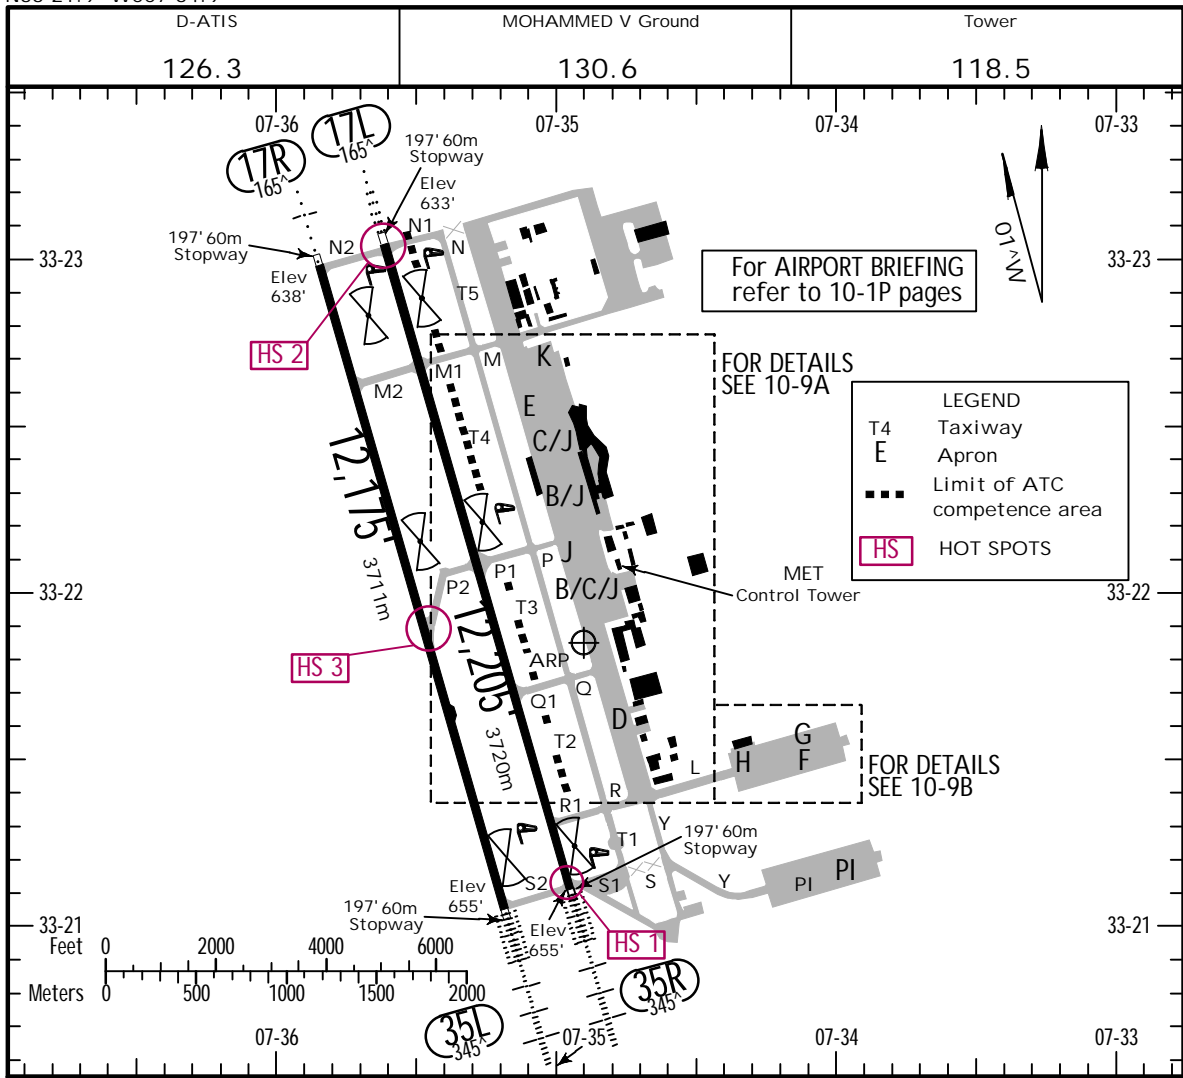 D-ATIS
126.3
MOHAMMED V Ground
130.6
Tower
118.5
07-36
07-35
07-34
07-33
17R
165^
17L
165^
197' 60m
Stopway
Elev
633'
197' 60m
Stopway
Elev
638'
N2
N1
N
T5
33-23
33-23
For AIRPORT BRIEFING
refer to 10-1P pages
01^W
HS 2
M2
M1
M
K
FOR DETAILS
SEE 10-9A
E
C/J
B/J
T4
LEGEND
T4
Taxiway
E
Apron
Limit of ATC
competence area
HS
HOT SPOTS
12,175'
3711m
J
P
P1
P2
B/C/J
MET
Control Tower
33-22
33-22
T3
12,205'
3720m
ARP
HS 3
Q
Q1
D
T2
G
H
F
L
FOR DETAILS
SEE 10-9B
R
R1
Y
T1
197' 60m
Stopway
S2
S1
S
Y
PI
PI
Elev
655'
197' 60m
Stopway
Elev
655'
HS 1
33-21
33-21
Feet
0
2000
4000
6000
Meters
0
500
1000
1500
2000
35L
345^
35R
345^
07-36
07-35
07-34
07-33